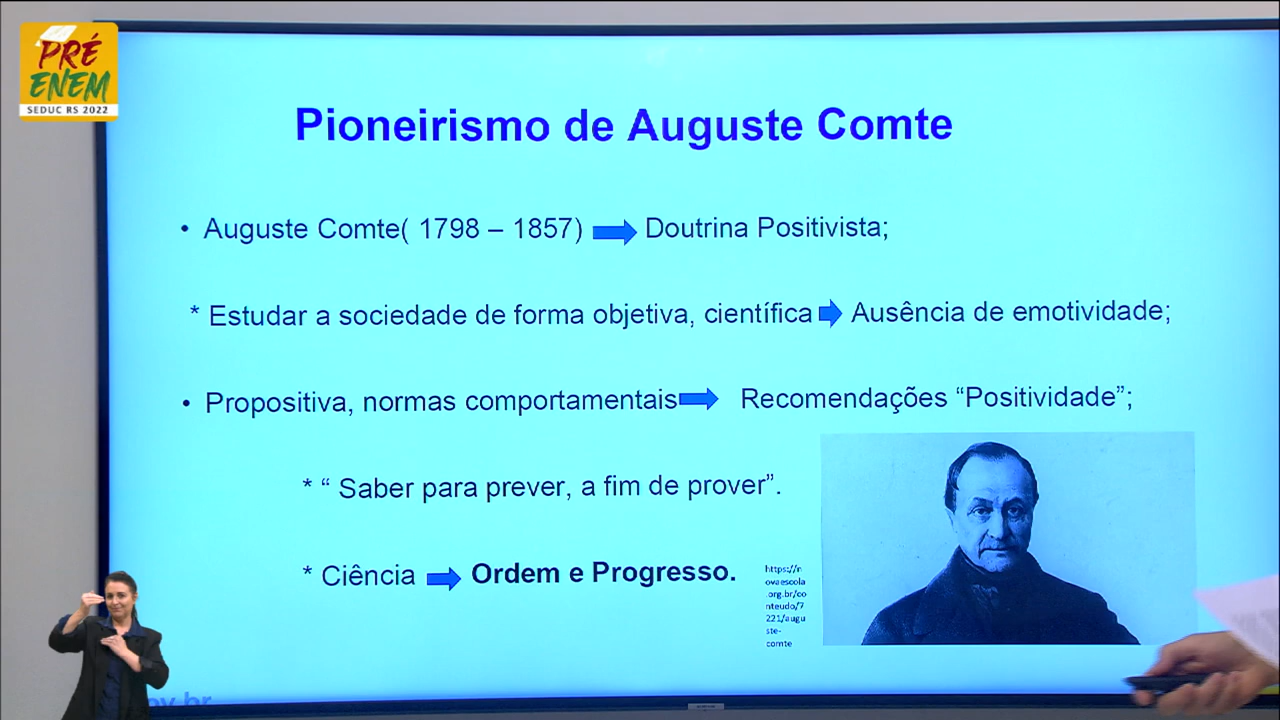 PRÉ
ENEM
SEDUC RS 2022
Pioneirismo de Auguste Comte
• Auguste Comte( 1798 – 1857) Doutrina Positivista;
* Estudar a sociedade de forma objetiva, científica Ausência de emotividade;
• Propositiva, normas comportamentais Recomendações “Positividade”;
* “ Saber para prever, a fim de prover”.
* Ciência Ordem e Progresso.
https://n
ovaescola
.org.br/co
nteudo/7
221/augu
ste-
comte
ov.br